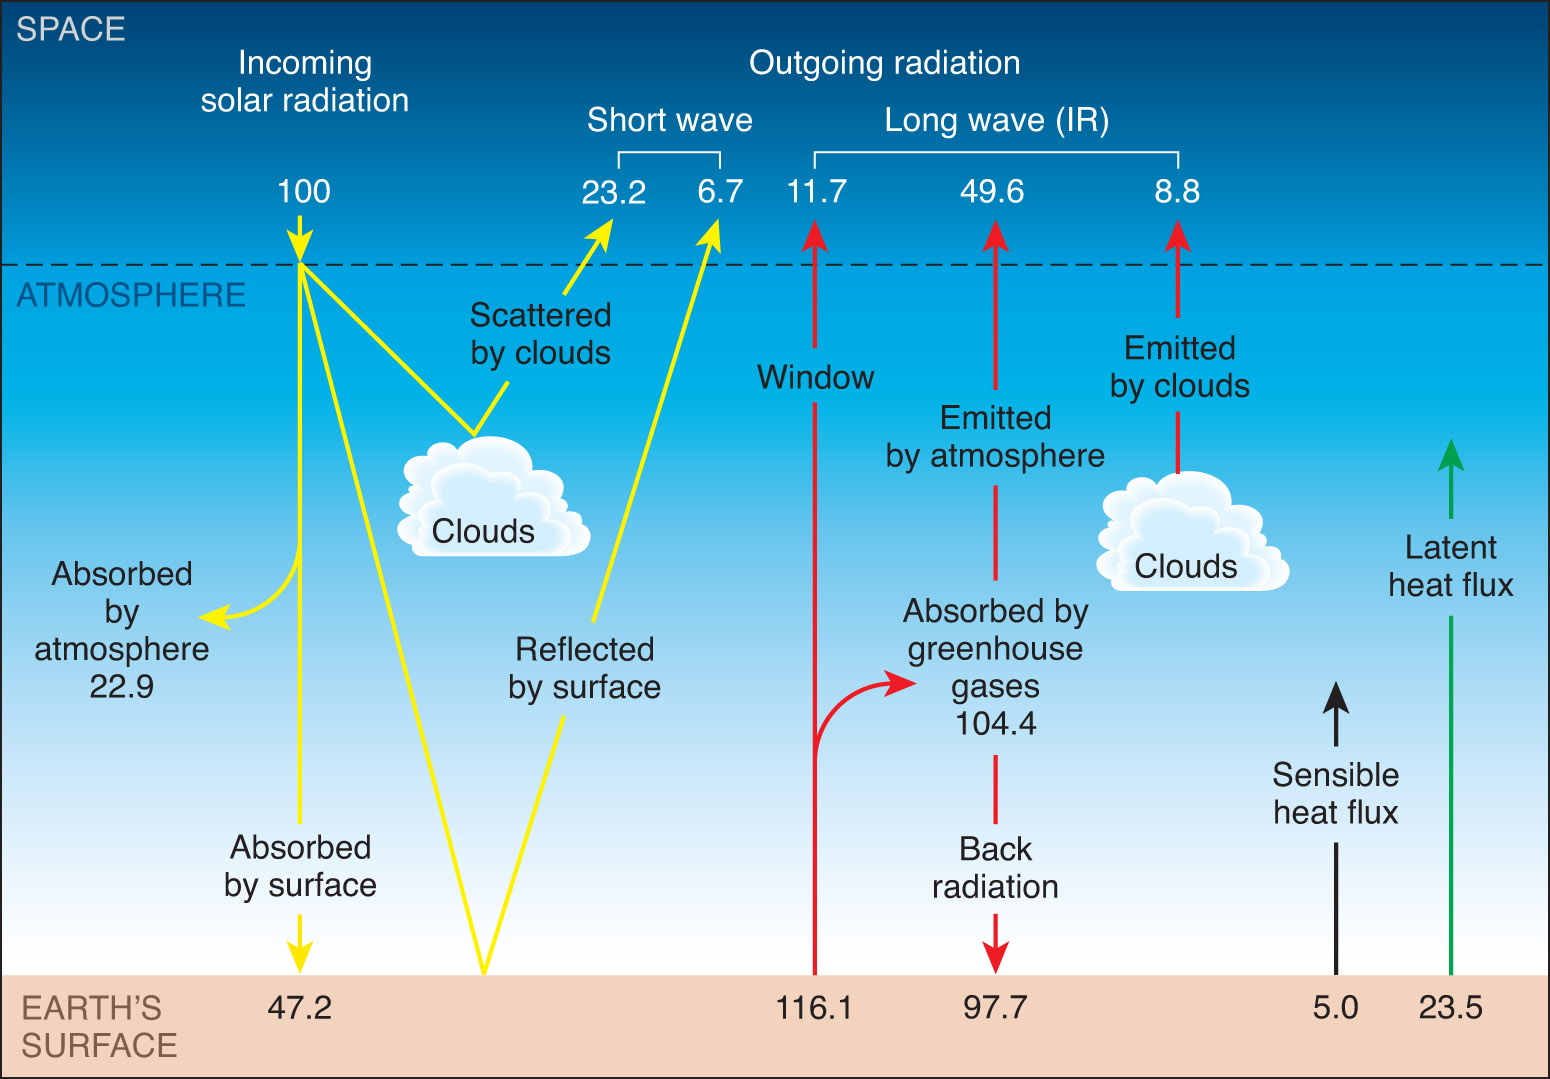 SPACE
Incoming
solar radiation
Outgoing radiation
Short wave
Long wave (IR)
100
23.2
6.7
11.7
49.6
8.8
ATMOSPHERE
Scattered
by clouds
Window
Emitted
by atmosphere
Emitted
by clouds
Clouds
Clouds
Latent
heat flux
Absorbed
by
atmosphere
22.9
Reflected
by surface
Absorbed by
greenhouse
gases
104.4
Sensible
heat flux
Absorbed
by surface
Back
radiation
EARTH'S
SURFACE
47.2
116.1
97.7
5.0
23.5